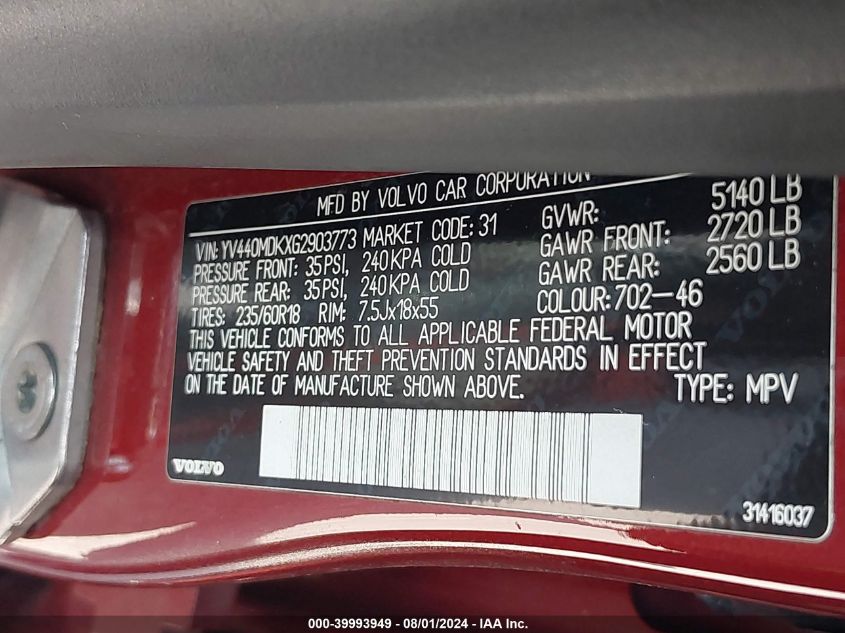 MFD BY VOLVO CAR CORPORATION
VIN: YV440MDKXG2903773 MARKET CODE: 31
PRESSURE FRONT: 35PSI, 240KPA COLD
PRESSURE REAR: 35PSI, 240KPA COLD
TIRES: 235/60R18 RIM: 7.5Jx18x55
GVWR: 5140 LB
GAWR FRONT: 2720 LB
GAWR REAR: 2560 LB
COLOUR: 702-46
THIS VEHICLE CONFORMS TO ALL APPLICABLE FEDERAL MOTOR
VEHICLE SAFETY AND THEFT PREVENTION STANDARDS IN EFFECT
ON THE DATE OF MANUFACTURE SHOWN ABOVE. TYPE: MPV
VOLVO
31416037
000-39993949 - 08/01/2024 - IAA Inc.